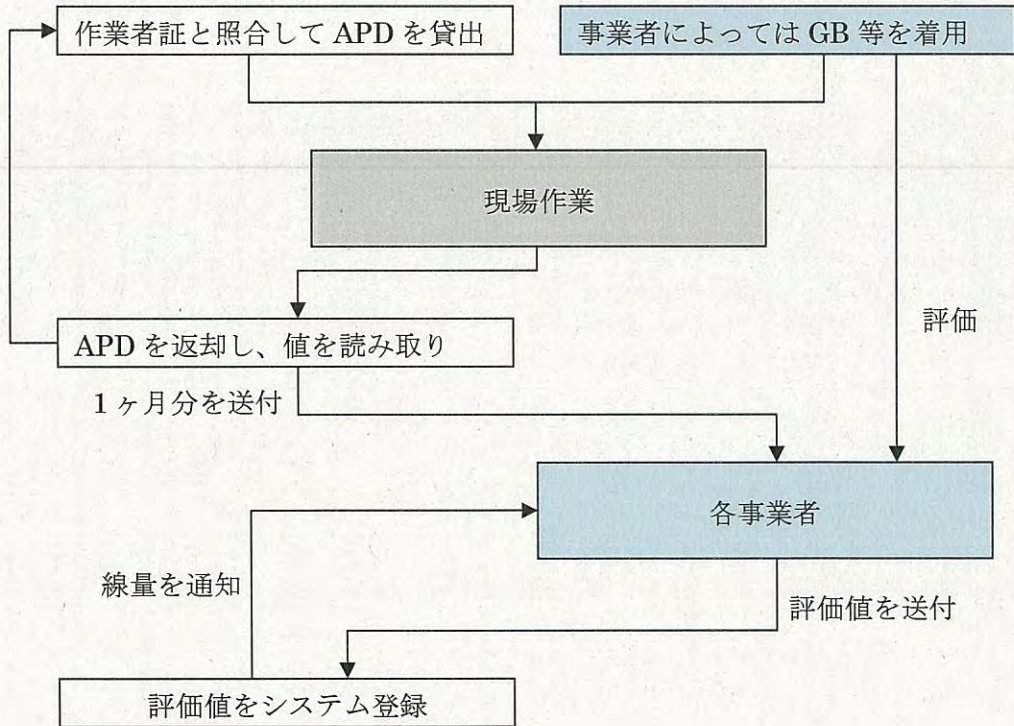 作業者証と照合して APD を貸出
事業者によっては GB 等を着用
現場作業
評価
APD を返却し、値を読み取り
1 ヶ月分を送付
各事業者
線量を通知
評価値を送付
評価値をシステム登録